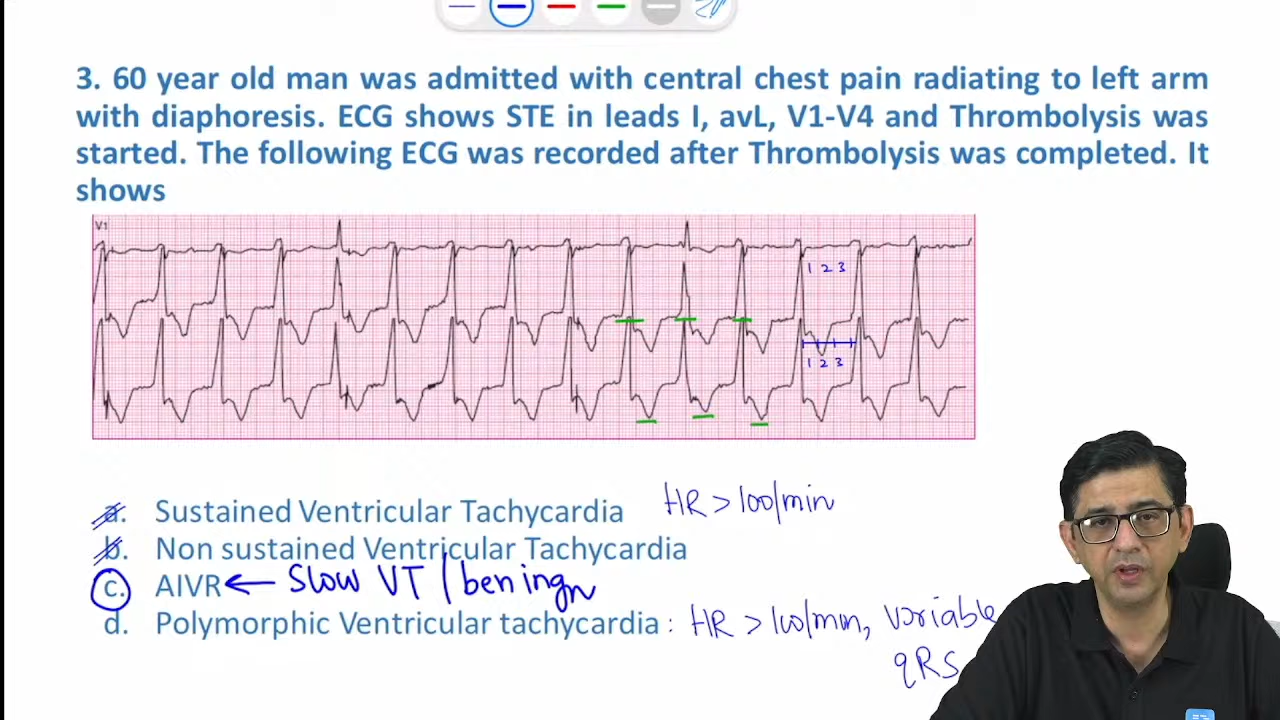 3. 60 year old man was admitted with central chest pain radiating to left arm
with diaphoresis. ECG shows STE in leads I, avL, V1-V4 and Thrombolysis was
started. The following ECG was recorded after Thrombolysis was completed. It
shows
V1
1 2 3
1 2 3
a. Sustained Ventricular Tachycardia HR > 100/min
b. Non sustained Ventricular Tachycardia
c. AIVR ← Slow VT / beningn
d. Polymorphic Ventricular tachycardia : HR > 100/min, variable
qRS